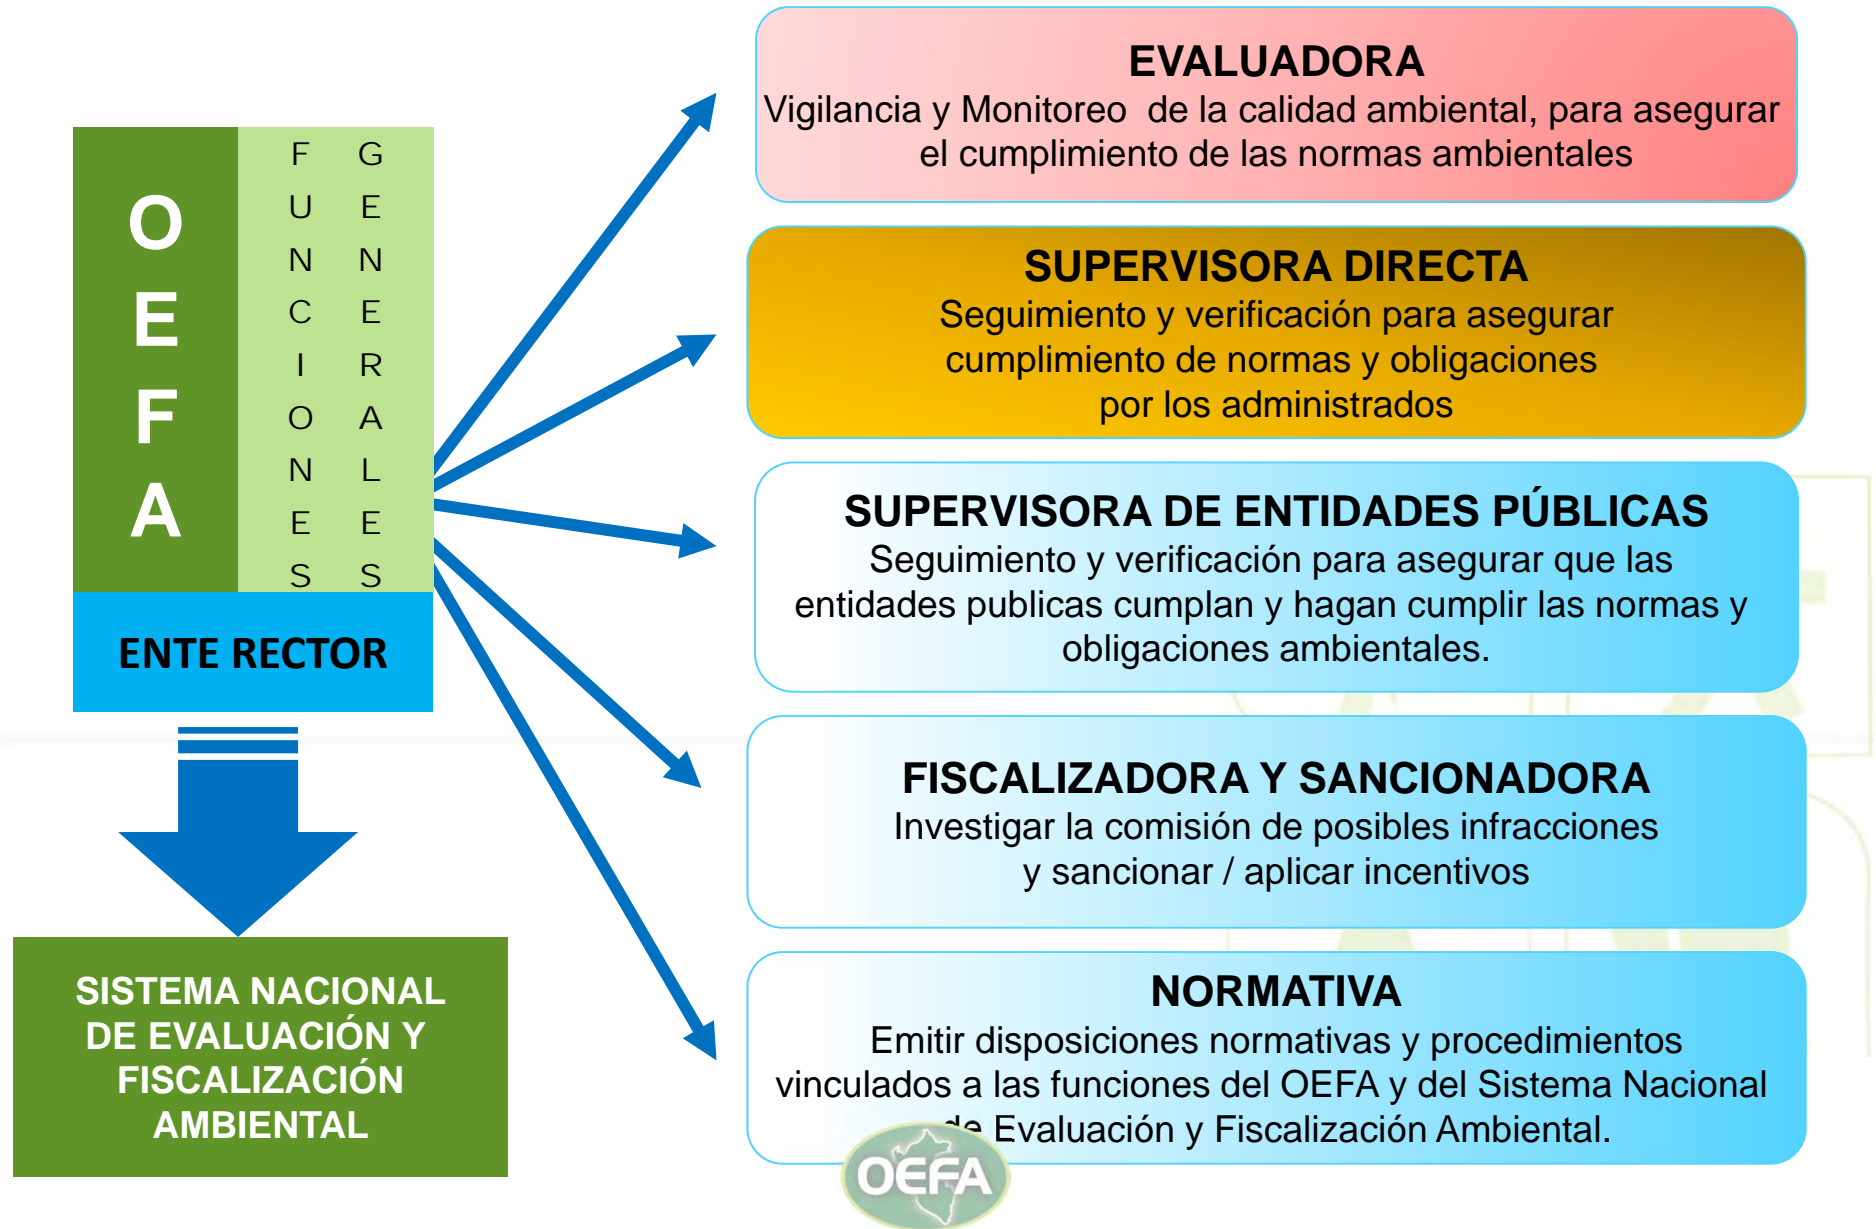 OEFA
FUNCIONES
GENERALES
ENTE RECTOR
SISTEMA NACIONAL
DE EVALUACIÓN Y
FISCALIZACIÓN
AMBIENTAL
EVALUADORA
Vigilancia y Monitoreo de la calidad ambiental, para asegurar
el cumplimiento de las normas ambientales
SUPERVISORA DIRECTA
Seguimiento y verificación para asegurar
cumplimiento de normas y obligaciones
por los administrados
SUPERVISORA DE ENTIDADES PÚBLICAS
Seguimiento y verificación para asegurar que las
entidades publicas cumplan y hagan cumplir las normas y
obligaciones ambientales.
FISCALIZADORA Y SANCIONADORA
Investigar la comisión de posibles infracciones
y sancionar / aplicar incentivos
NORMATIVA
Emitir disposiciones normativas y procedimientos
vinculados a las funciones del OEFA y del Sistema Nacional
de Evaluación y Fiscalización Ambiental.
OEFA